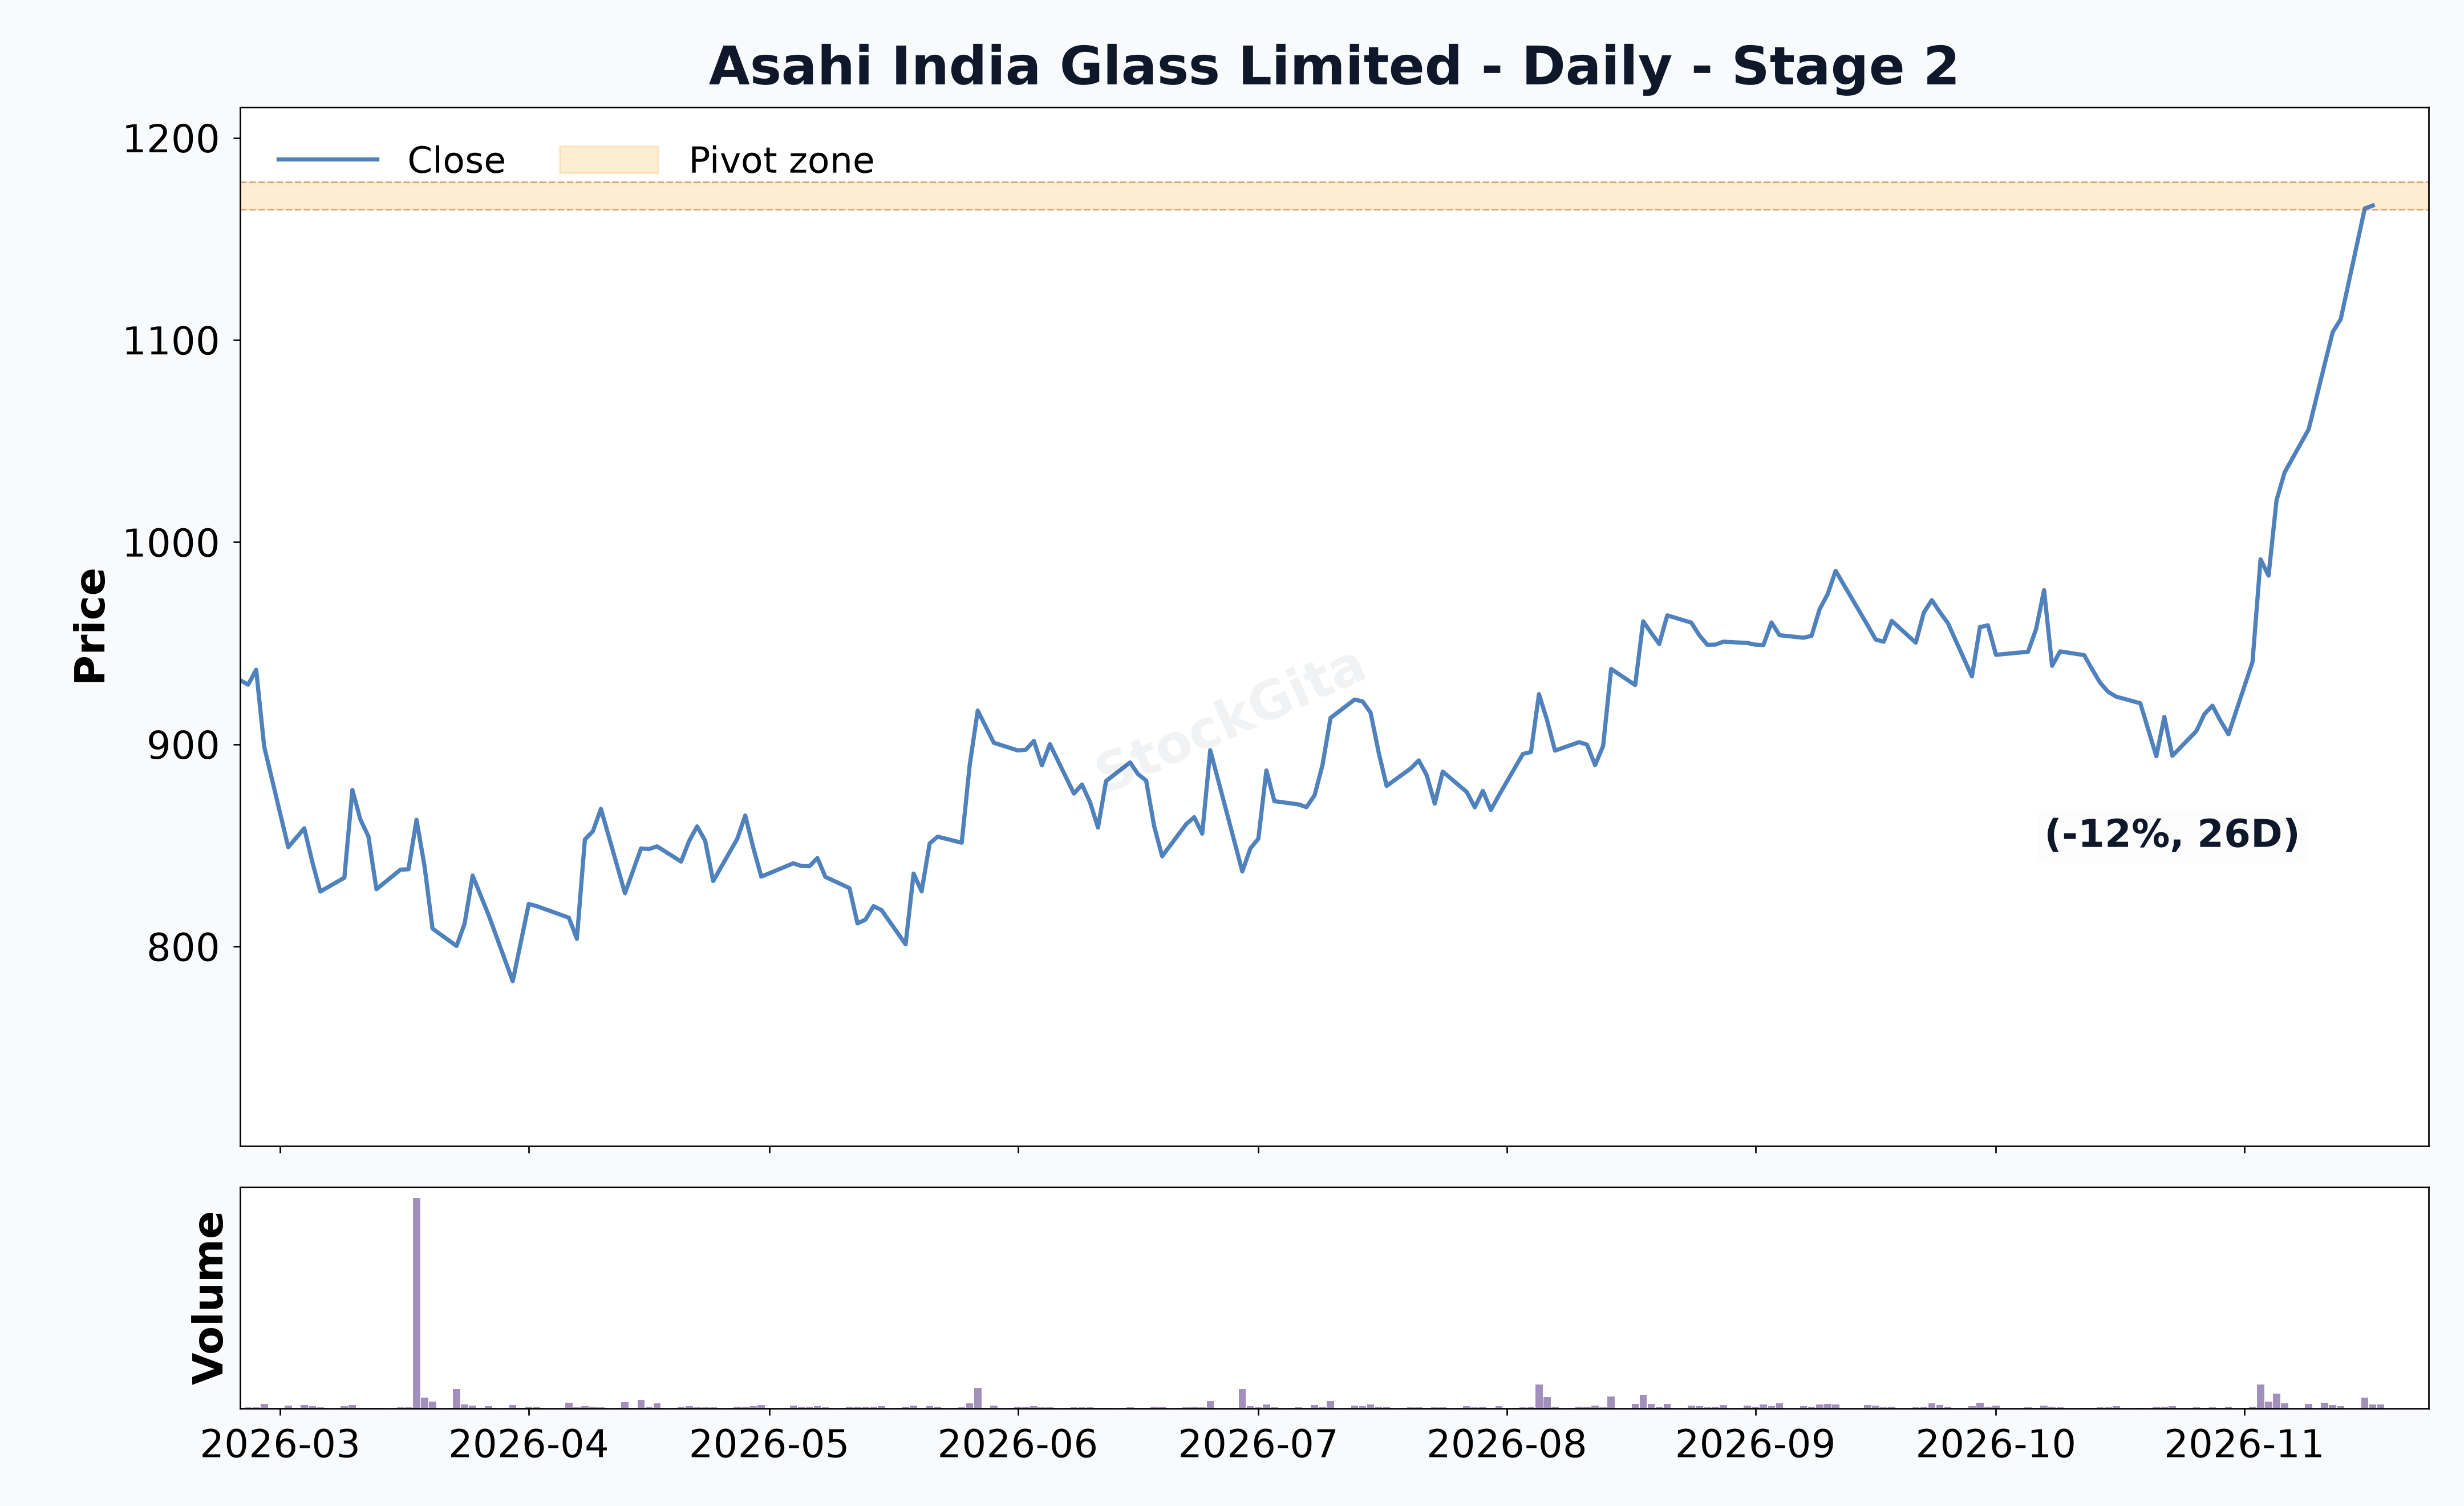 Asahi India Glass Limited - Daily - Stage 2
Close
Pivot zone
1200
1100
1000
900
800
Price
StockGita
(-12%, 26D)
Volume
2026-03
2026-04
2026-05
2026-06
2026-07
2026-08
2026-09
2026-10
2026-11